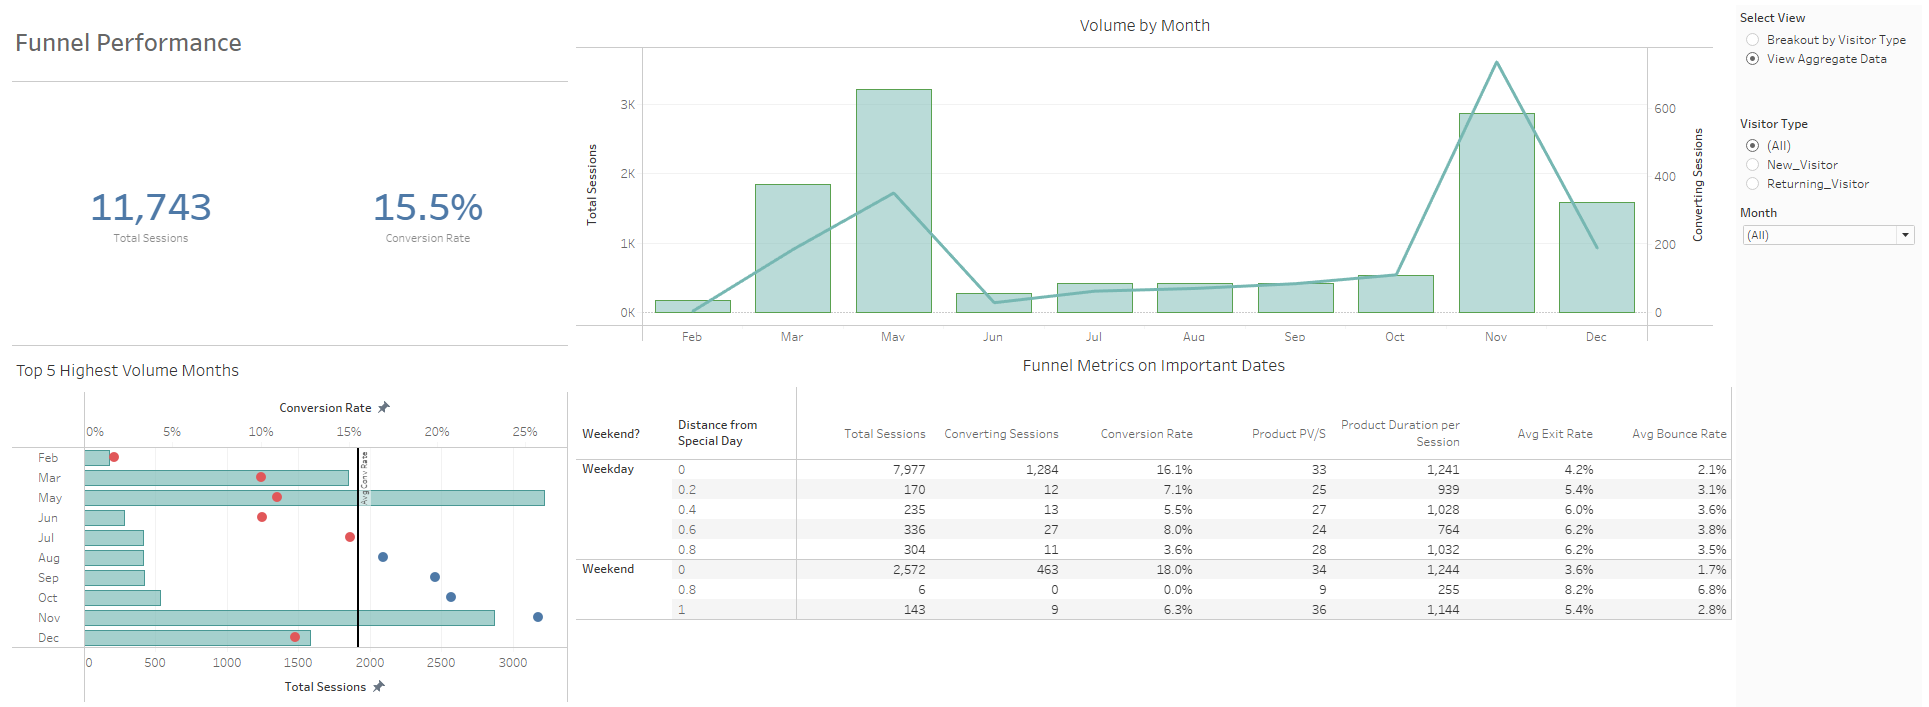 Funnel Performance
11,743
Total Sessions
15.5%
Conversion Rate
Volume by Month
Total Sessions
3K
2K
1K
0K
Converting Sessions
600
400
200
0
Feb Mar May Jun Jul Aug Sep Oct Nov Dec
Select View
Breakout by Visitor Type
View Aggregate Data
Visitor Type
(All)
New_Visitor
Returning_Visitor
Month
(All)
Top 5 Highest Volume Months
Conversion Rate
0% 5% 10% 15% 20% 25%
Avg Conv Rate
Feb
Mar
May
Jun
Jul
Aug
Sep
Oct
Nov
Dec
0 500 1000 1500 2000 2500 3000
Total Sessions
Funnel Metrics on Important Dates
Weekend? Distance from Special Day Total Sessions Converting Sessions Conversion Rate Product PV/S Product Duration per Session Avg Exit Rate Avg Bounce Rate
Weekday 0 7,977 1,284 16.1% 33 1,241 4.2% 2.1%
0.2 170 12 7.1% 25 939 5.4% 3.1%
0.4 235 13 5.5% 27 1,028 6.0% 3.6%
0.6 336 27 8.0% 24 764 6.2% 3.8%
0.8 304 11 3.6% 28 1,032 6.2% 3.5%
Weekend 0 2,572 463 18.0% 34 1,244 3.6% 1.7%
0.8 6 0 0.0% 9 255 8.2% 6.8%
1 143 9 6.3% 36 1,144 5.4% 2.8%